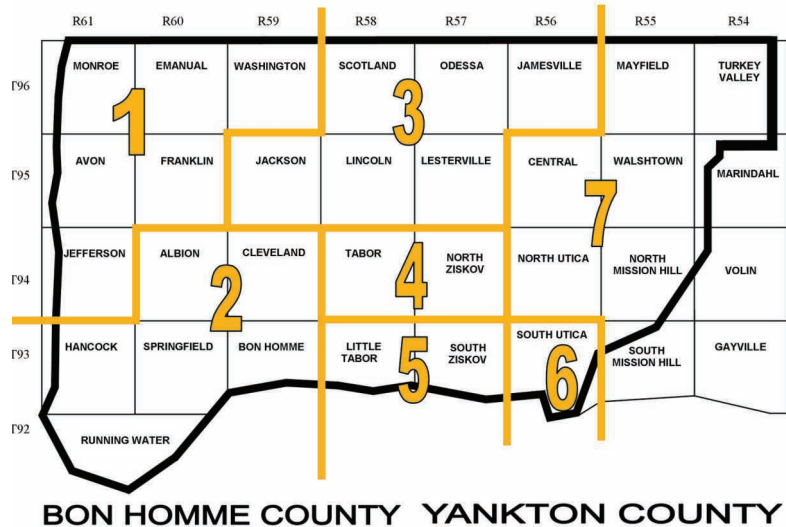 R61 R60 R59 R58 R57 R56 R55 R54
T96
MONROE EMANUAL WASHINGTON SCOTLAND ODESSA JAMESVILLE MAYFIELD TURKEY
VALLEY
1 3
T95
AVON FRANKLIN JACKSON LINCOLN LESTERVILLE CENTRAL WALSHTOWN MARINDAHL
7
T94
JEFFERSON ALBION CLEVELAND TABOR NORTH
ZISKOV NORTH UTICA NORTH
MISSION HILL VOLIN
2 4
T93
HANCOCK SPRINGFIELD BON HOMME LITTLE
TABOR SOUTH
ZISKOV SOUTH UTICA SOUTH
MISSION HILL GAYVILLE
5 6
T92
RUNNING WATER
BON HOMME COUNTY YANKTON COUNTY